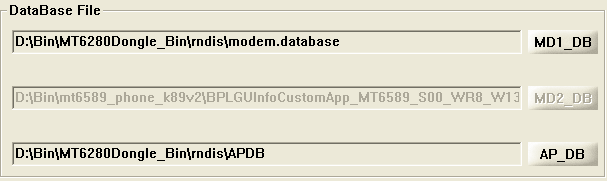 DataBase File
D:\Bin\MT6280Dongle_Bin\rndis\modem.database MD1_DB
D:\Bin\mt6589_phone_k89v2\BPLGUInfoCustomApp_MT6589_S00_WR8_W13 MD2_DB
D:\Bin\MT6280Dongle_Bin\rndis\APDB AP_DB